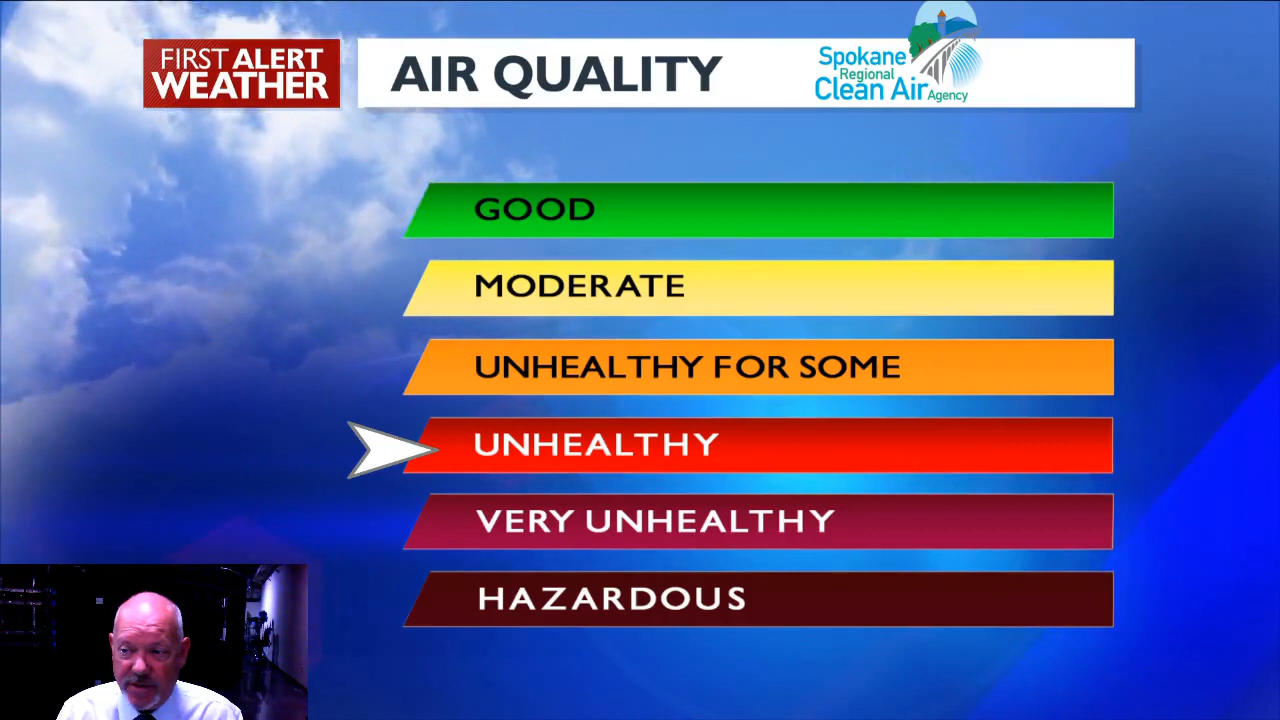 FIRST ALERT
WEATHER
AIR QUALITY
Spokane
Regional
Clean Air
Agency
GOOD
MODERATE
UNHEALTHY FOR SOME
UNHEALTHY
VERY UNHEALTHY
HAZARDOUS